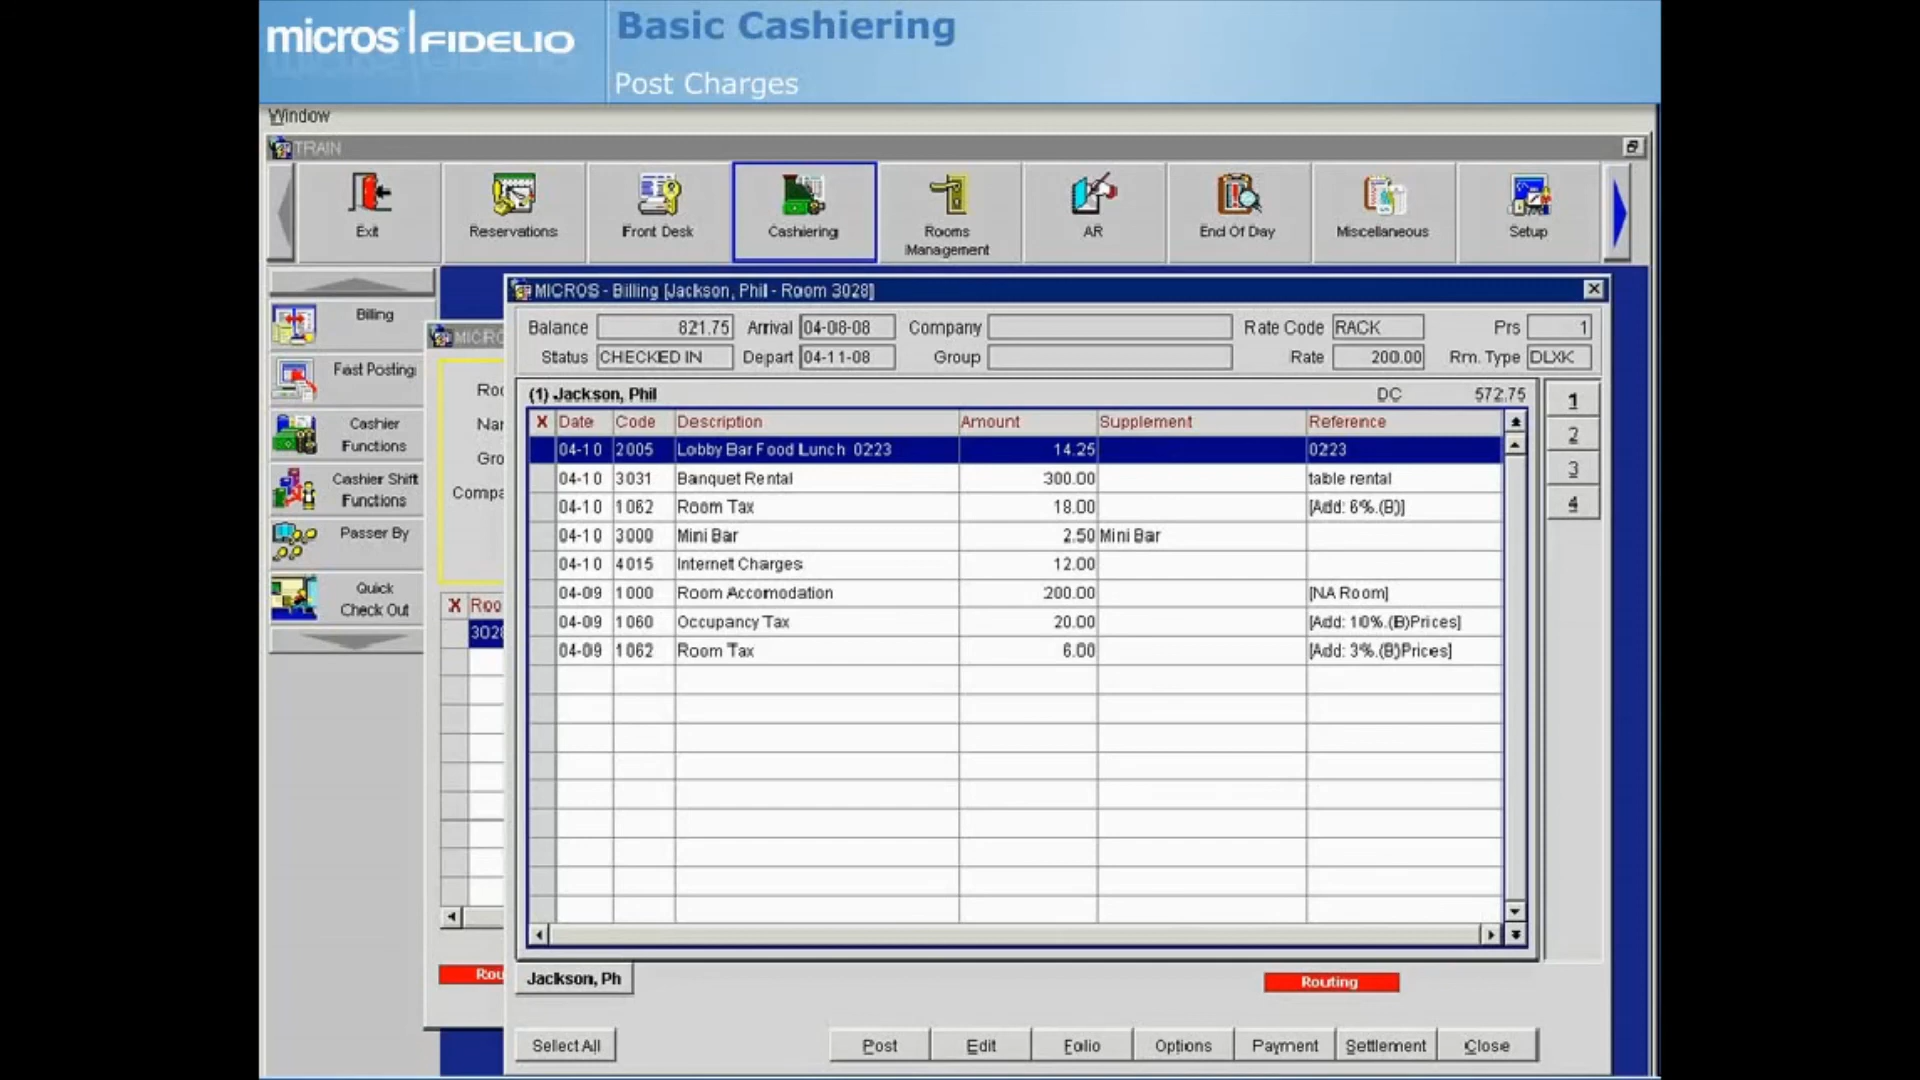 micros | FIDELIO
Basic Cashiering
Post Charges
Window
TRAIN
Exit
Reservations
Front Desk
Cashiering
Rooms Management
AR
End Of Day
Miscellaneous
Setup
Billing
Fast Posting
Cashier Functions
Cashier Shift Functions
Passer By
Quick Check Out
MICRO
Roo
Nar
Gro
Compa
X Roo
3028
Rou
MICROS - Billing [Jackson, Phil - Room 3028]
Balance 821.75 Arrival 04-08-08 Company Rate Code RACK Prs 1
Status CHECKED IN Depart 04-11-08 Group Rate 200.00 Rm. Type DLXK
(1) Jackson, Phil DC 572.75
X Date Code Description Amount Supplement Reference
04-10 2005 Lobby Bar Food Lunch 0223 14.25 0223
04-10 3031 Banquet Rental 300.00 table rental
04-10 1062 Room Tax 18.00 [Add: 6%.(B)]
04-10 3000 Mini Bar 2.50 Mini Bar
04-10 4015 Internet Charges 12.00
04-09 1000 Room Accomodation 200.00 [NA Room]
04-09 1060 Occupancy Tax 20.00 [Add: 10%.(B)Prices]
04-09 1062 Room Tax 6.00 [Add: 3%.(B)Prices]
1
2
3
4
Jackson, Ph
Routing
Select All Post Edit Folio Options Payment Settlement Close